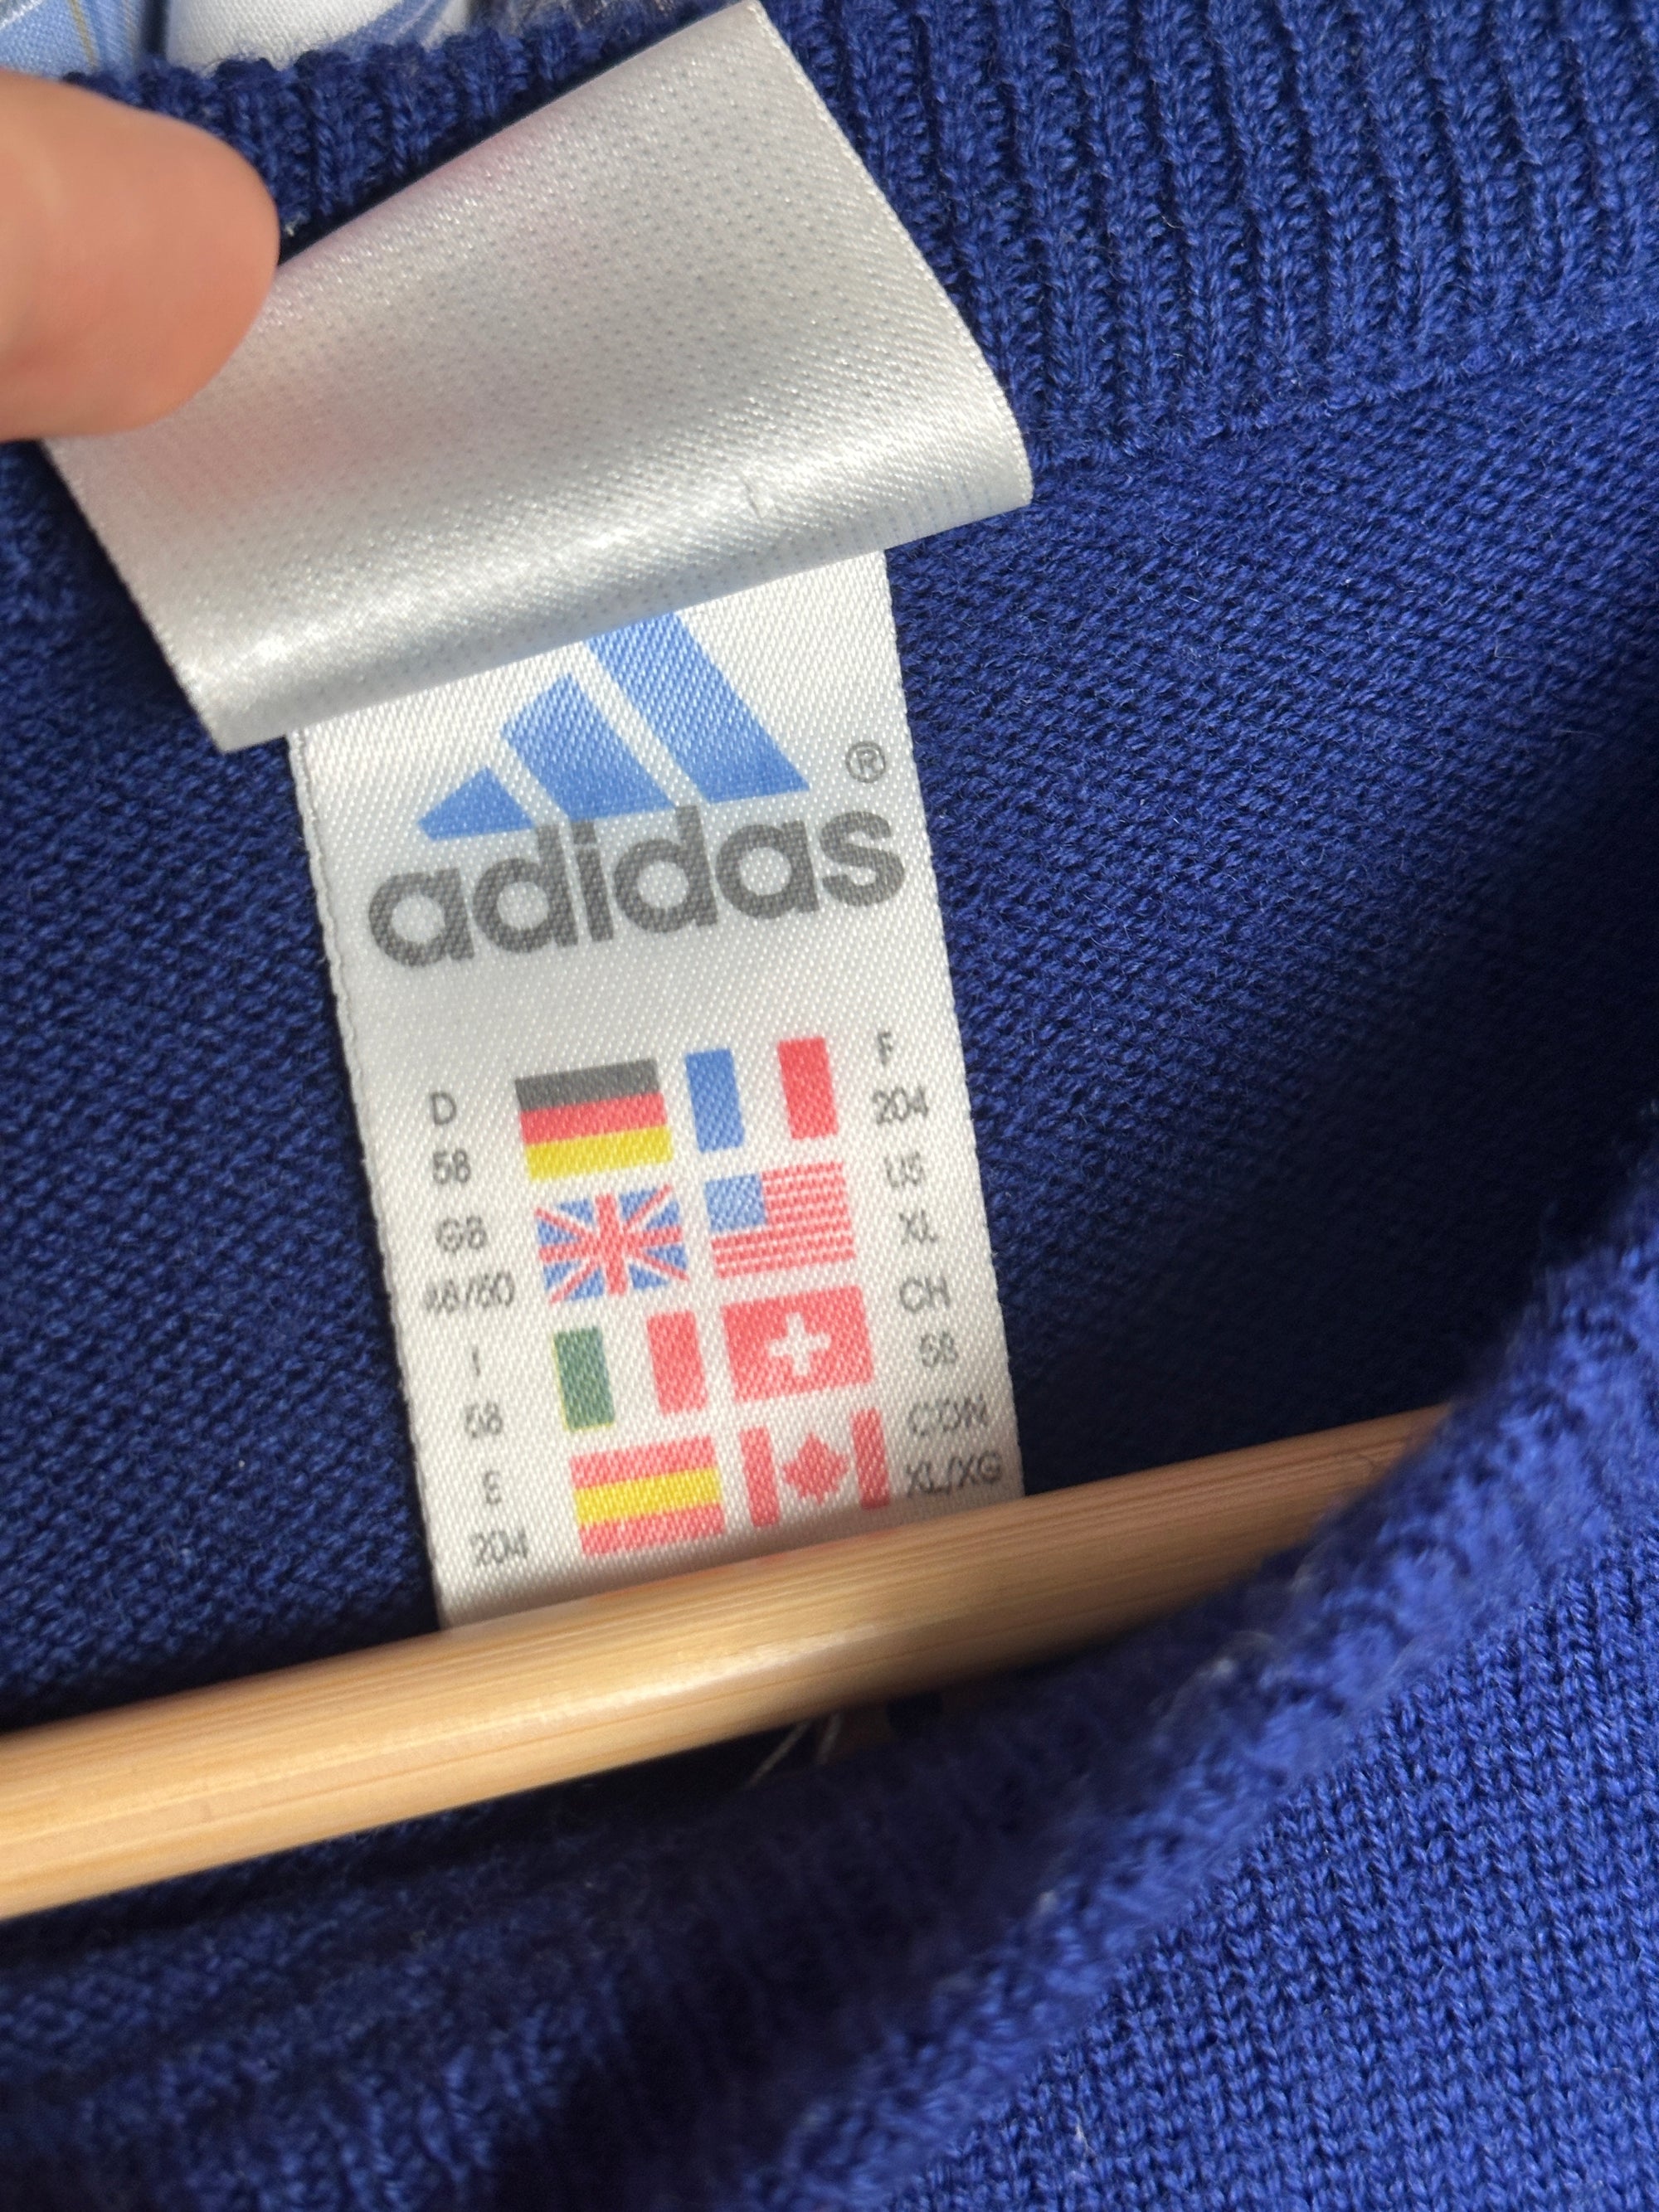 ®
adidas
D
58
GB
48/50
I
58
E
204
F
204
US
XL
CH
58
CDN
XL/XG